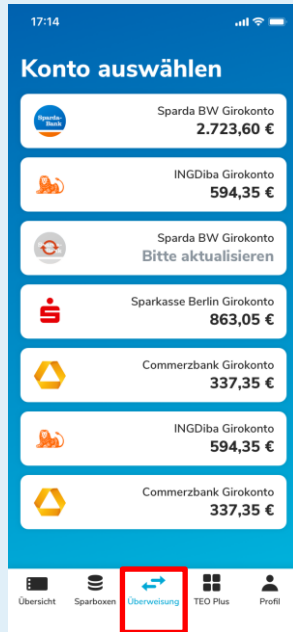 17:14
Konto auswählen
Sparda-
Bank
Sparda BW Girokonto
2.723,60 €
INGDiba Girokonto
594,35 €
Sparda BW Girokonto
Bitte aktualisieren
Sparkasse Berlin Girokonto
863,05 €
Commerzbank Girokonto
337,35 €
INGDiba Girokonto
594,35 €
Commerzbank Girokonto
337,35 €
Übersicht Sparboxen Überweisung TEO Plus Profil